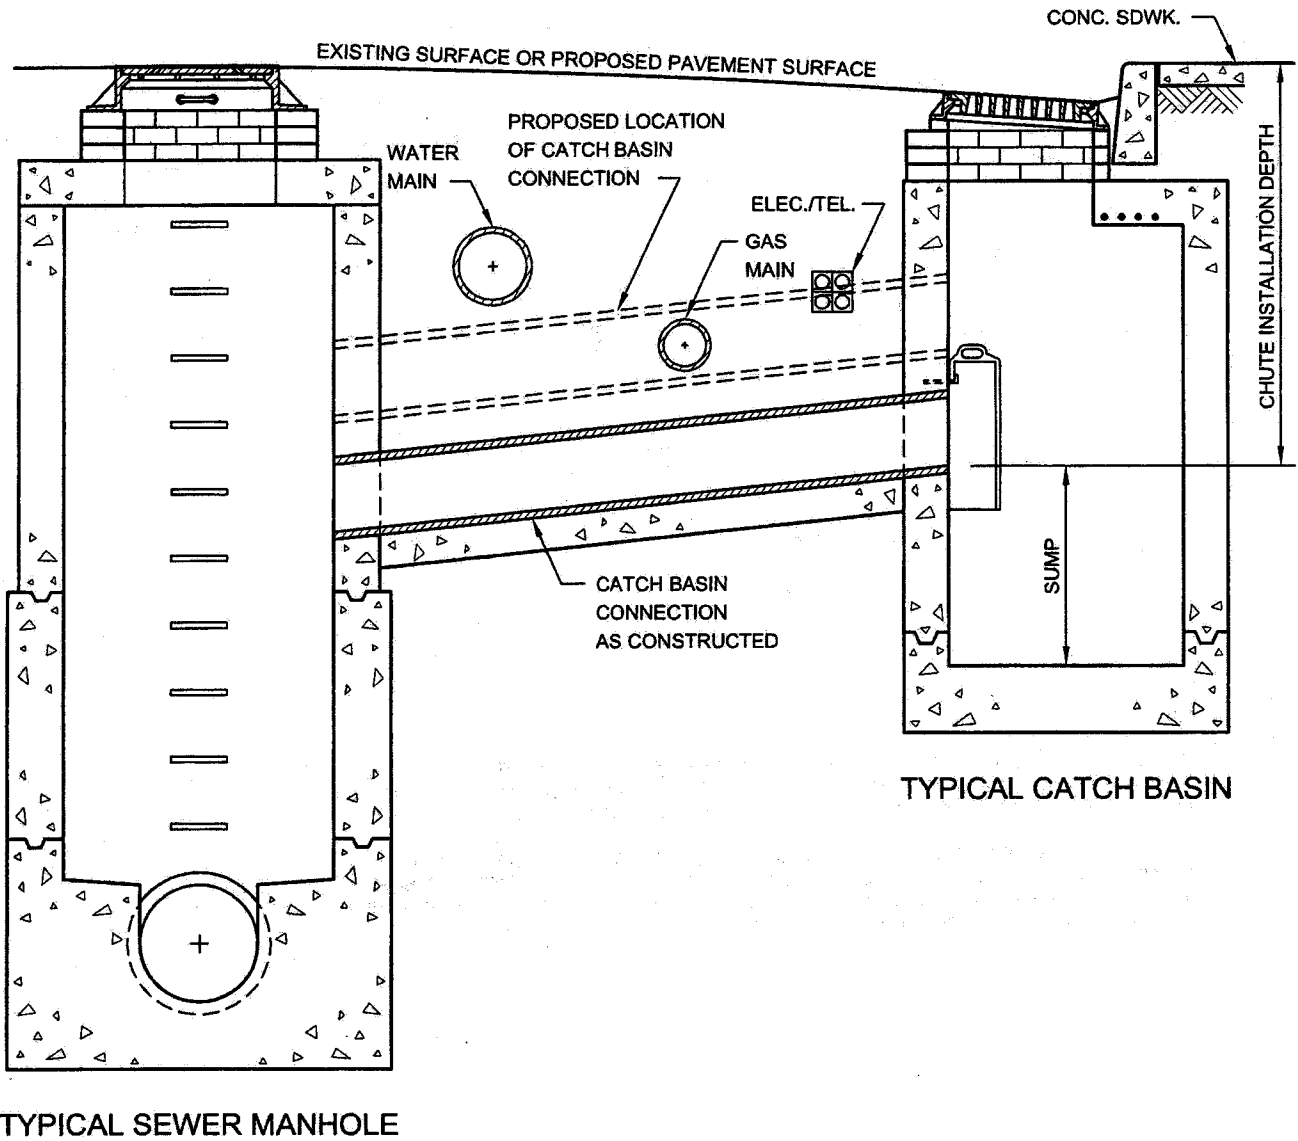 CONC. SDWK.
EXISTING SURFACE OR PROPOSED PAVEMENT SURFACE
WATER
MAIN
PROPOSED LOCATION
OF CATCH BASIN
CONNECTION
ELEC./TEL.
GAS
MAIN
CHUTE INSTALLATION DEPTH
SUMP
CATCH BASIN
CONNECTION
AS CONSTRUCTED
TYPICAL CATCH BASIN
TYPICAL SEWER MANHOLE